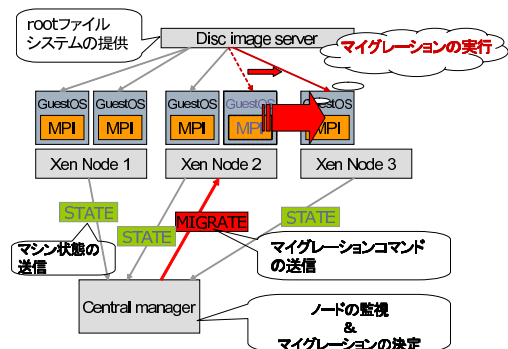 rootファイル
システムの提供
Disc image server
マイグレーションの実行
GuestOS
GuestOS
GuestOS
GuestOS
GuestOS
MPI
MPI
MPI
MPI
MPI
Xen Node 1
Xen Node 2
Xen Node 3
STATE
STATE
MIGRATE
STATE
マシン状態の
送信
マイグレーションコマンド
の送信
Central manager
ノードの監視
&
マイグレーションの決定